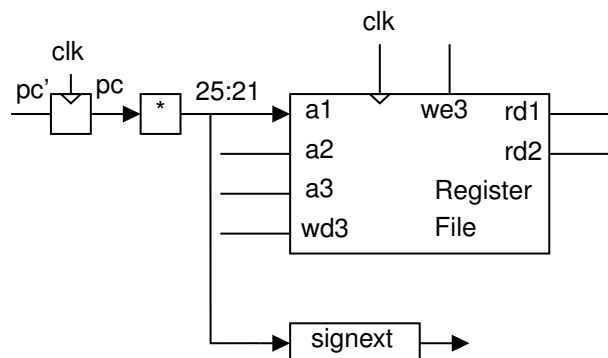 clk
clk
pc’
pc
*
25:21
a1
we3
rd1
a2
rd2
a3
Register
wd3
File
signext